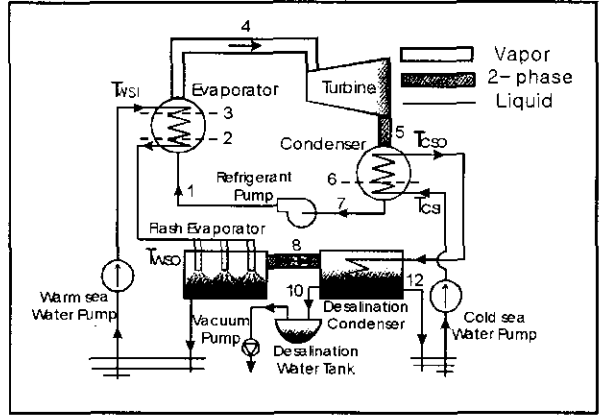 4
Vapor
2- phase
Liquid
TWSI
Evaporator
Turbine
3
2
Condenser
5
TCSO
6
1
Refrigerant
Pump
7
TCSI
Flash Evaporator
TWSO
8
Warm sea
Water Pump
10
12
Vacuum
Pump
Desalination
Condenser
Cold sea
Water Pump
Desalination
Water Tank